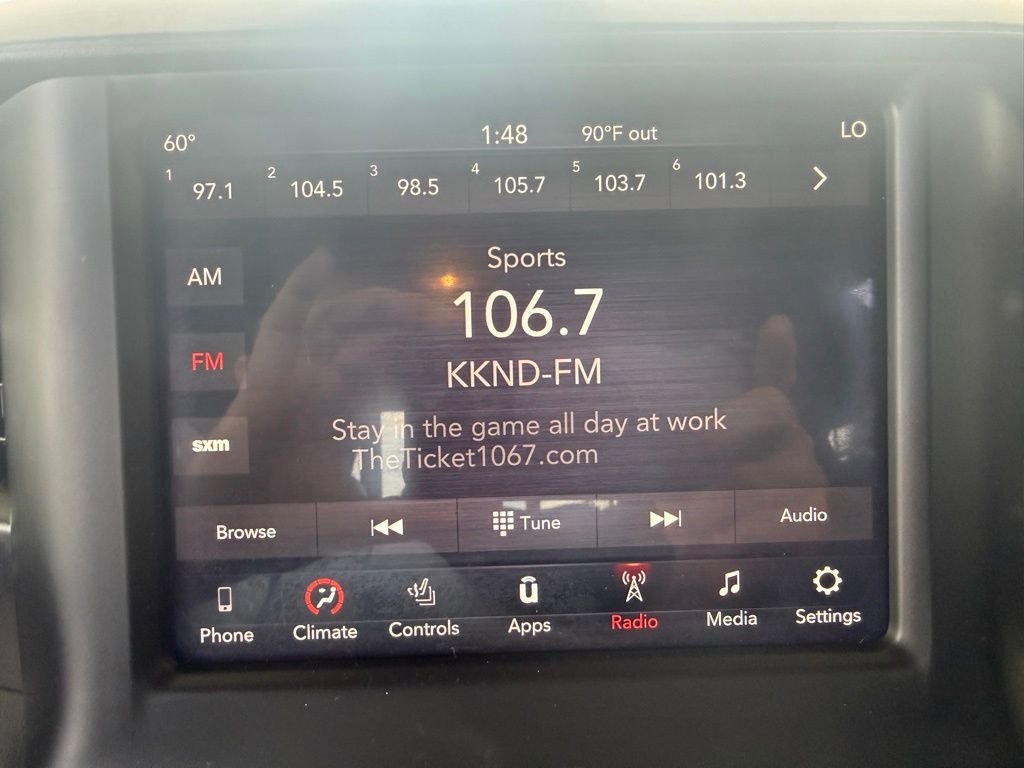 60° 1:48 90°F out LO
1 97.1 2 104.5 3 98.5 4 105.7 5 103.7 6 101.3
Sports
AM
106.7
FM
KKND-FM
Stay in the game all day at work
sxm
TheTicket1067.com
Browse Tune Audio
Phone Climate Controls Apps Radio Media Settings